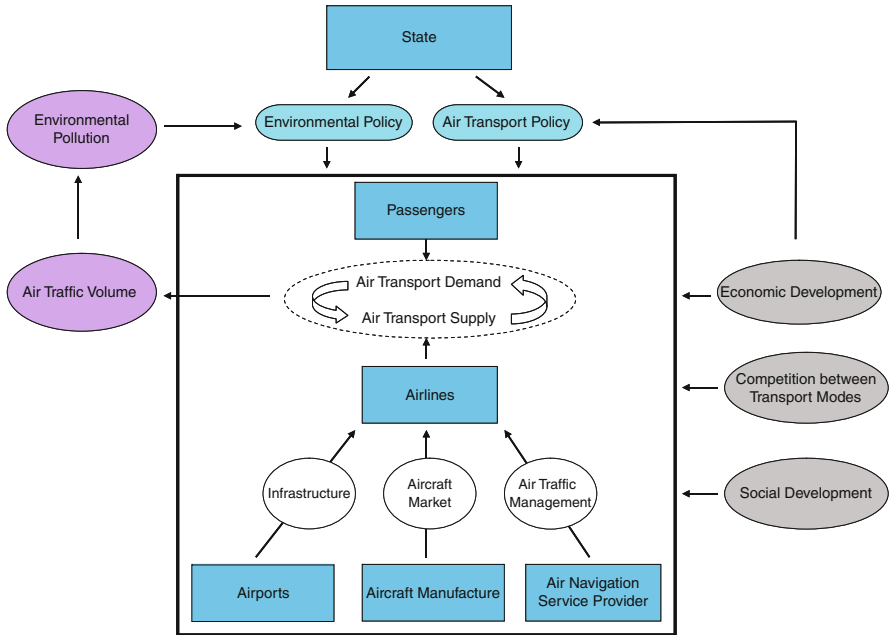 State
Environmental
Pollution
Environmental Policy
Air Transport Policy
Passengers
Air Traffic Volume
Air Transport Demand
Air Transport Supply
Economic Development
Airlines
Competition between
Transport Modes
Infrastructure
Aircraft
Market
Air Traffic
Management
Social Development
Airports
Aircraft Manufacture
Air Navigation
Service Provider